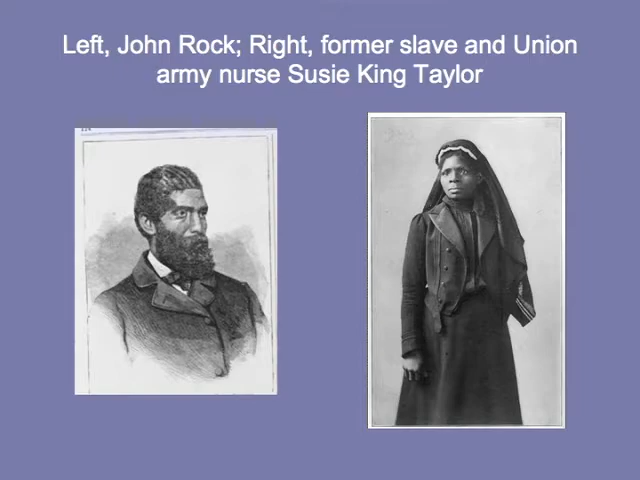 Left, John Rock; Right, former slave and Union
army nurse Susie King Taylor